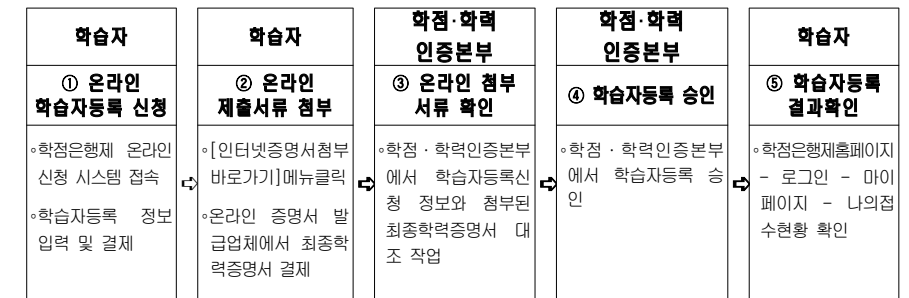 학습자
① 온라인
학습자등록 신청
◦학점은행제 온라인
신청 시스템 접속
◦학습자등록 정보
입력 및 결제
⇨
학습자
② 온라인
제출서류 첨부
◦[인터넷증명서첨부
바로가기]메뉴클릭
◦온라인 증명서 발
급업체에서 최종학
력증명서 결제
⇨
학점·학력
인증본부
③ 온라인 첨부
서류 확인
◦학점·학력인증본부
에서 학습자등록신
청 정보와 첨부된
최종학력증명서 대
조 작업
⇨
학점·학력
인증본부
④ 학습자등록 승인
◦학점·학력인증본부
에서 학습자등록 승
인
⇨
학습자
⑤ 학습자등록
결과확인
◦학점은행제홈페이지
- 로그인 - 마이
페이지 - 나의접
수현황 확인